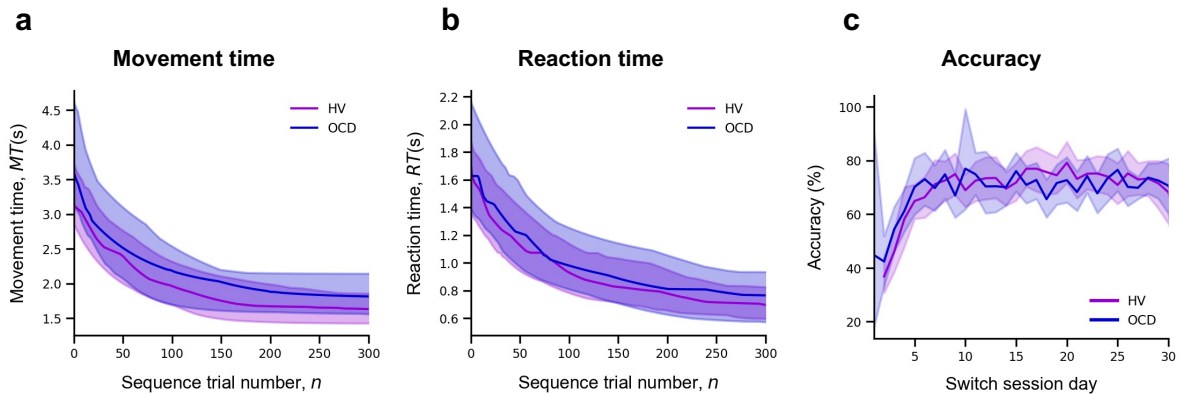 a
Movement time
Movement time, MT(s)
4.5
4.0
3.5
3.0
2.5
2.0
1.5
HV
OCD
0 50 100 150 200 250 300
Sequence trial number, n
b
Reaction time
Reaction time, RT(s)
2.2
2.0
1.8
1.6
1.4
1.2
1.0
0.8
0.6
HV
OCD
0 50 100 150 200 250 300
Sequence trial number, n
c
Accuracy
Accuracy (%)
100
80
60
40
20
HV
OCD
5 10 15 20 25 30
Switch session day